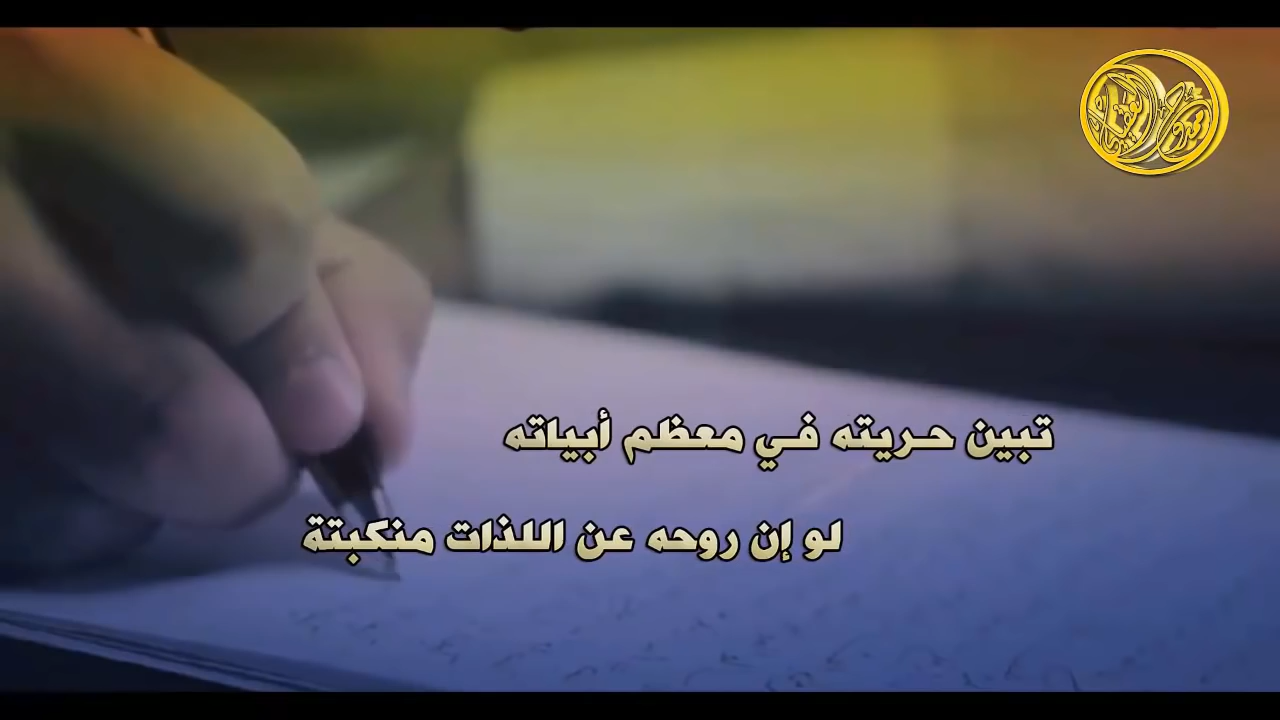 تبين حريته في معظم أبياته
لو إن روحه عن اللذات منكبتة